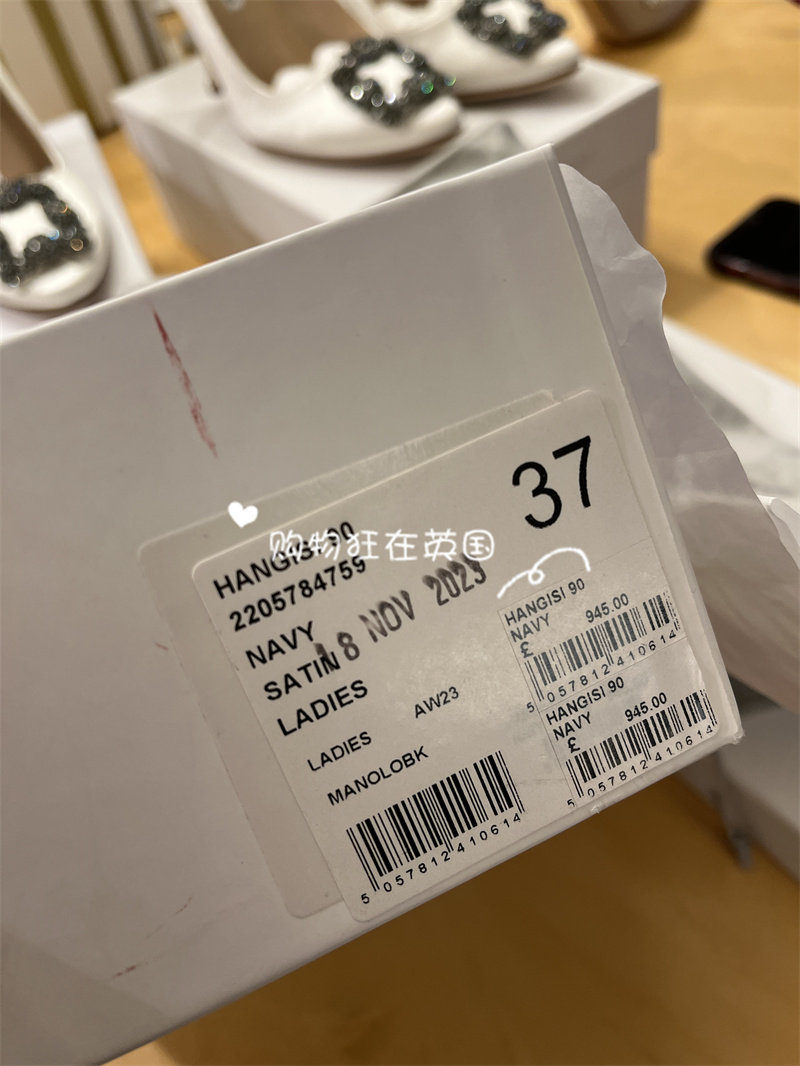 37
HANGISI 90
2205784759
NAVY
SATIN
LADIES
18 NOV 2023
LADIES AW23
MANOLOBK
5 057812 410614
HANGISI 90
NAVY
£ 945.00
5 057812 410614
HANGISI 90
NAVY
£ 945.00
5 057812 410614
购物狂在英国